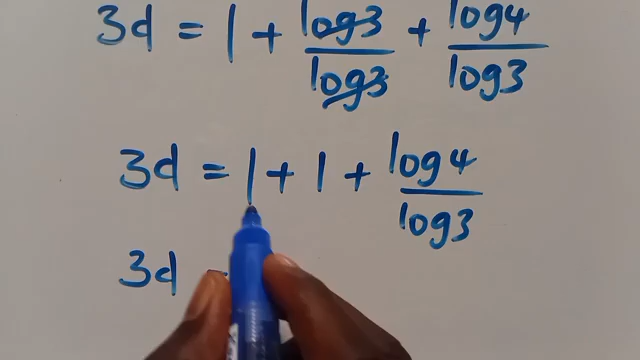 3d = 1 + log3/log3 + log4/log3
3d = 1 + 1 + log4/log3
3d =